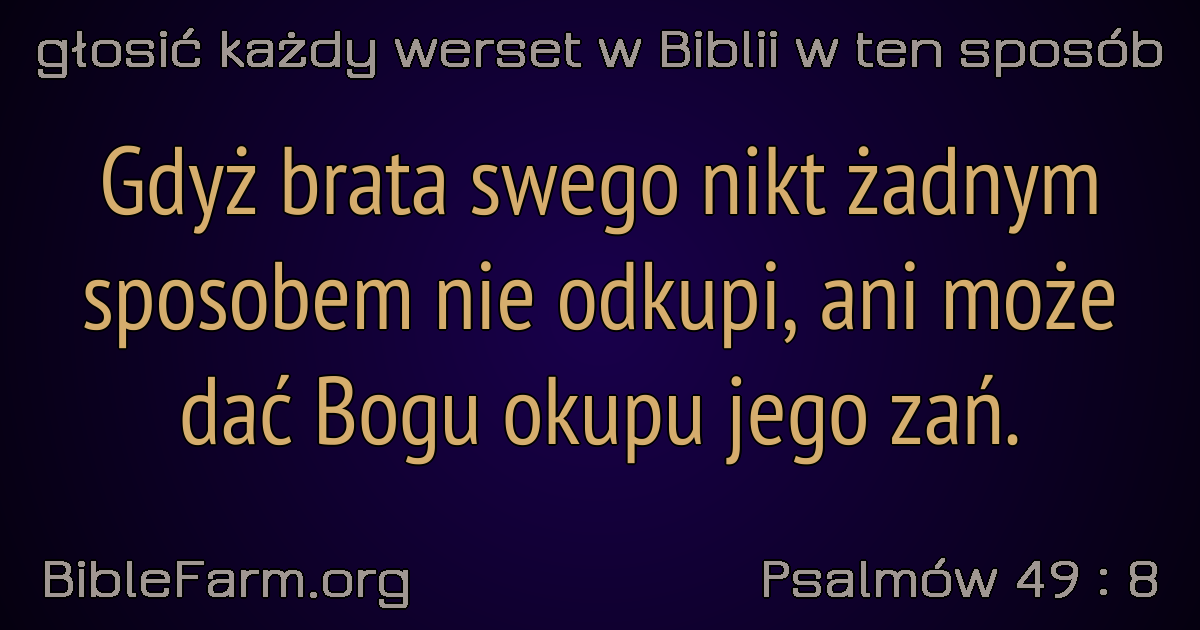 głosić każdy werset w Biblii w ten sposób
Gdyż brata swego nikt żadnym
sposobem nie odkupi, ani może
dać Bogu okupu jego zań.
BibleFarm.org
Psalmów 49 : 8